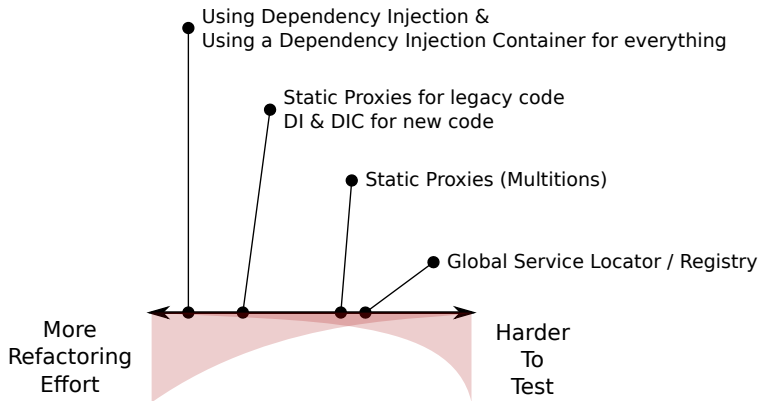 Using Dependency Injection &
Using a Dependency Injection Container for everything
Static Proxies for legacy code
DI & DIC for new code
Static Proxies (Multitions)
Global Service Locator / Registry
More
Refactoring
Effort
Harder
To
Test